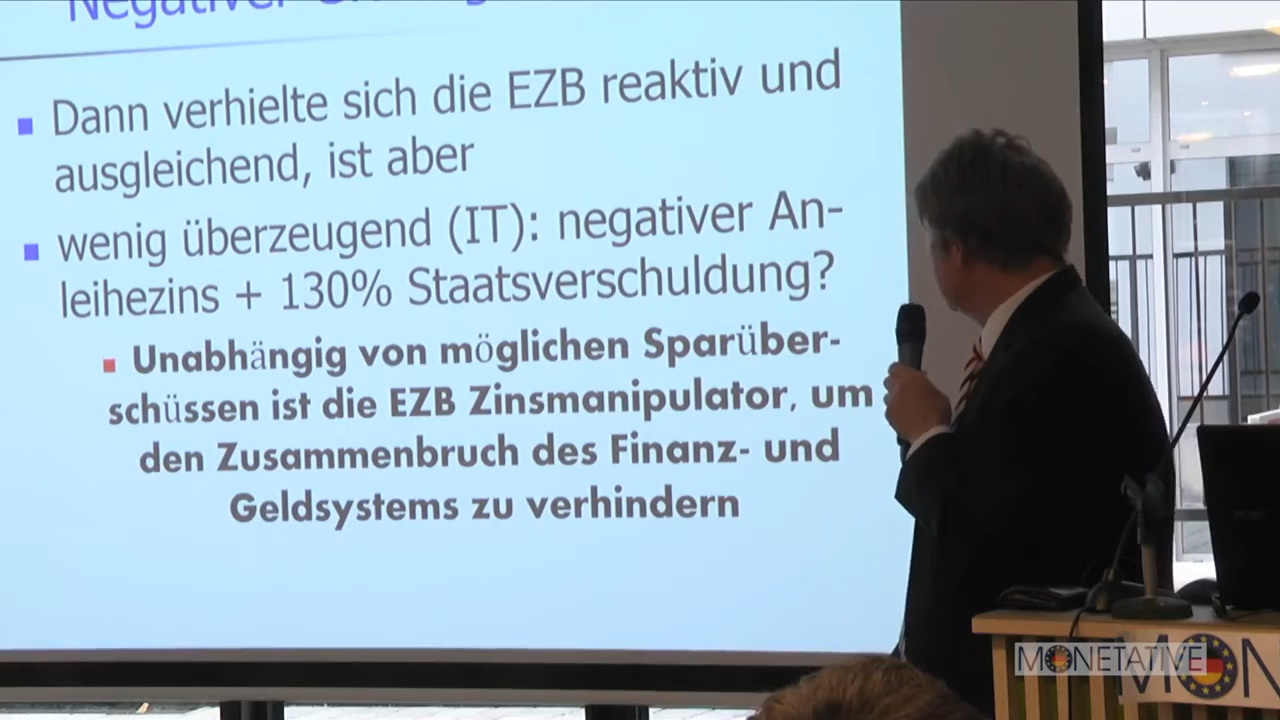 Negativer
Dann verhielte sich die EZB reaktiv und
ausgleichend, ist aber
wenig überzeugend (IT): negativer An-
leihezins + 130% Staatsverschuldung?
Unabhängig von möglichen Sparüber-
schüssen ist die EZB Zinsmanipulator, um
den Zusammenbruch des Finanz- und
Geldsystems zu verhindern
MONETATIVE
MON